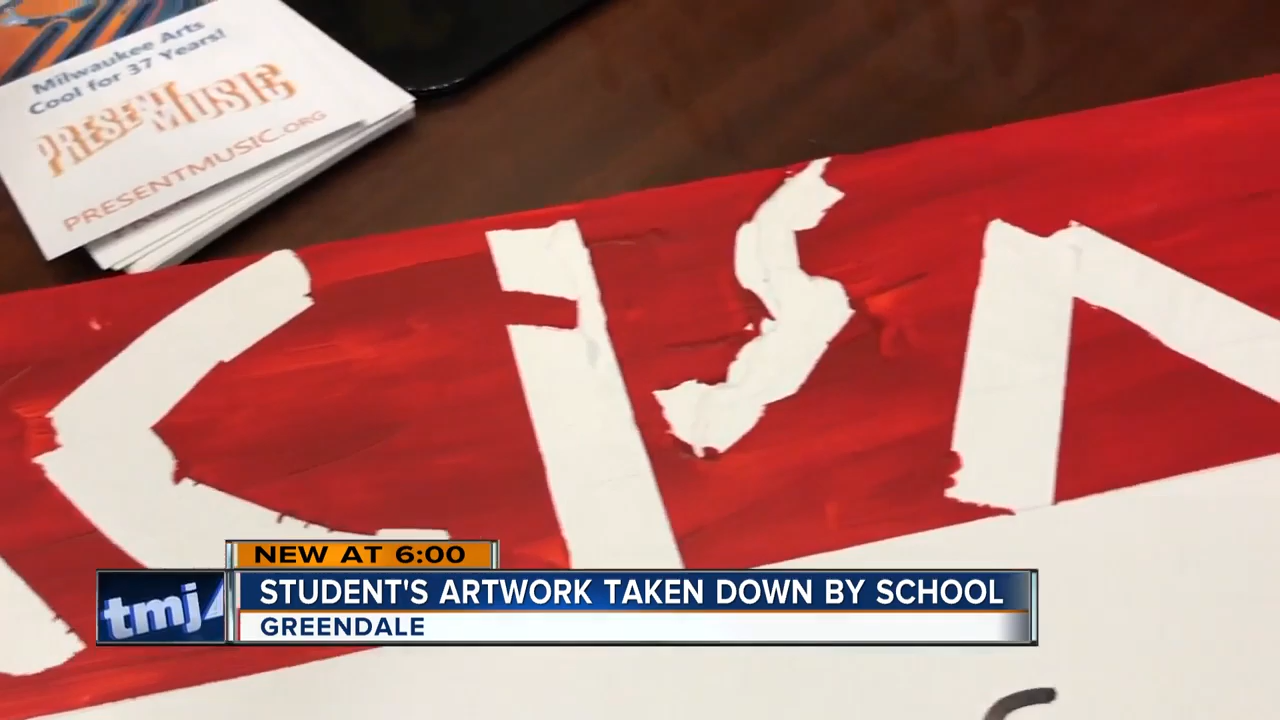 Milwaukee Arts
Cool for 37 Years!
PRESENT MUSIC
PRESENTMUSIC.ORG
NEW AT 6:00
tmj4
STUDENT'S ARTWORK TAKEN DOWN BY SCHOOL
GREENDALE